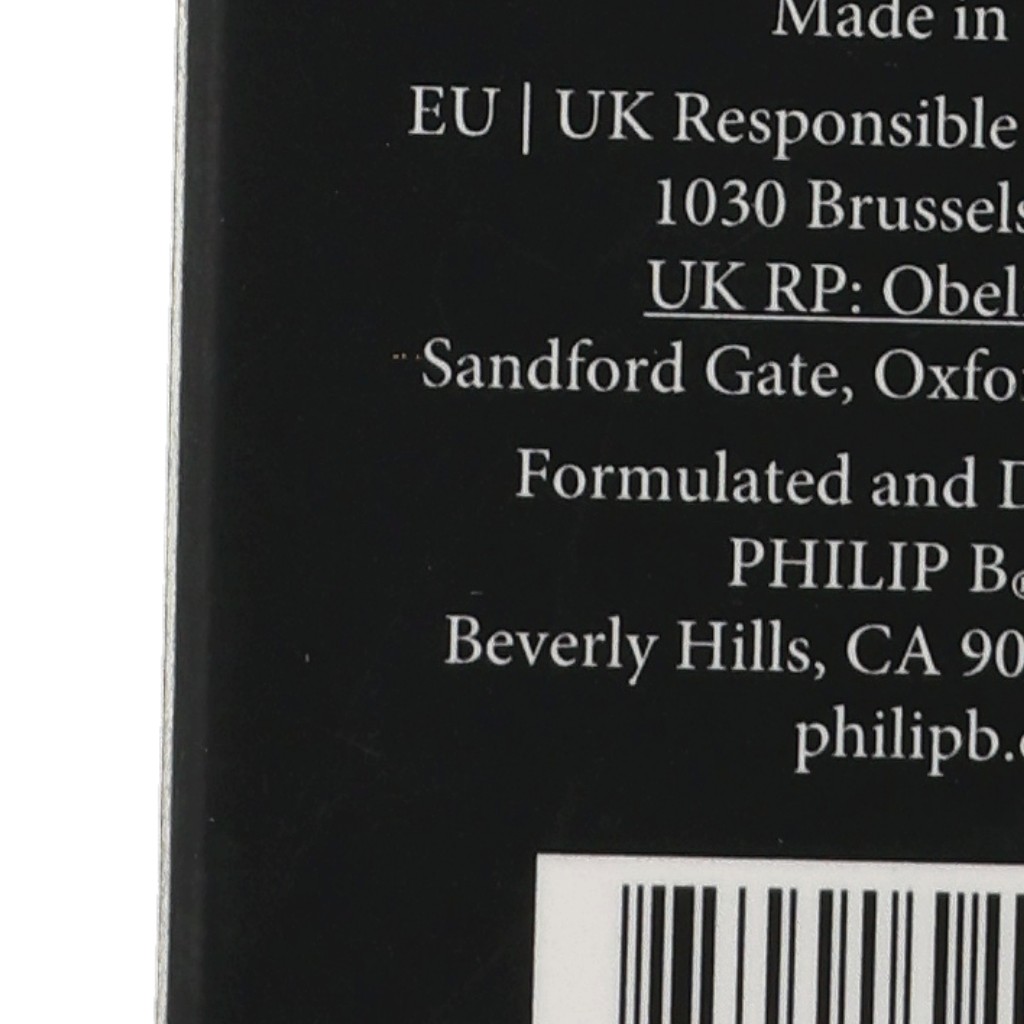 Made in
EU | UK Responsible
1030 Brussels
UK RP: Obel
Sandford Gate, Oxfo
Formulated and D
PHILIP B®
Beverly Hills, CA 90
philipb.